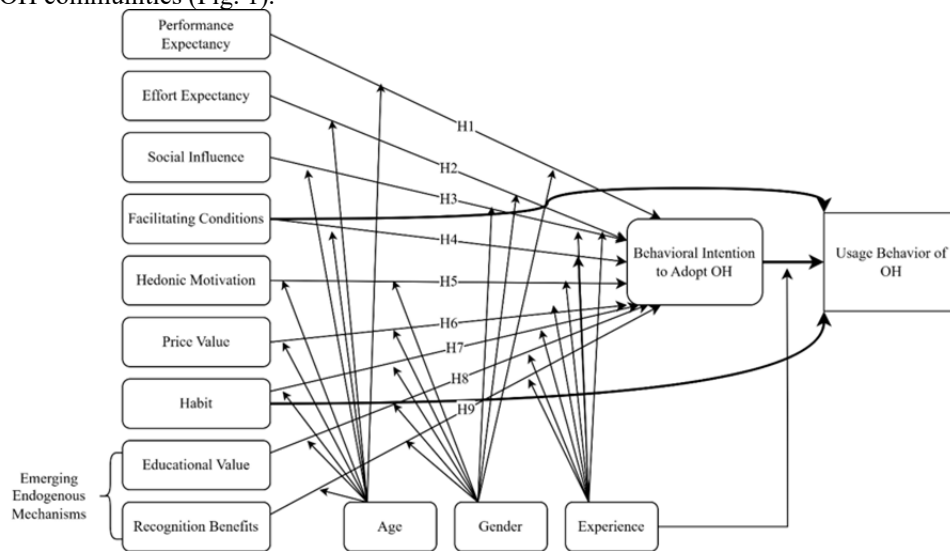 OH communities (Fig. 1).
Performance
Expectancy
Effort Expectancy
Social Influence
Facilitating Conditions
Hedonic Motivation
Price Value
Habit
Educational Value
Recognition Benefits
Emerging
Endogenous
Mechanisms
H1
H2
H3
H4
H5
H6
H7
H8
H9
Behavioral Intention
to Adopt OH
Usage Behavior of
OH
Age
Gender
Experience